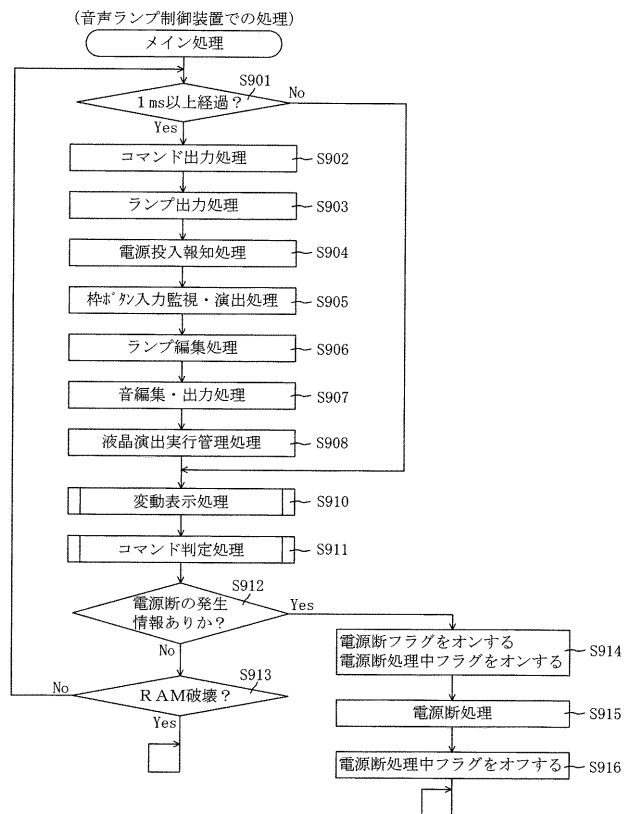 (音声ランプ制御装置での処理)
メイン処理
S901
1ms以上経過？
No
Yes
コマンド出力処理
S902
ランプ出力処理
S903
電源投入報知処理
S904
枠ﾎﾞﾀﾝ入力監視・演出処理
S905
ランプ編集処理
S906
音編集・出力処理
S907
液晶演出実行管理処理
S908
変動表示処理
S910
コマンド判定処理
S911
S912
電源断の発生
情報ありか？
Yes
No
S913
RAM破壊？
No
Yes
電源断フラグをオンする
電源断処理中フラグをオンする
S914
電源断処理
S915
電源断処理中フラグをオフする
S916